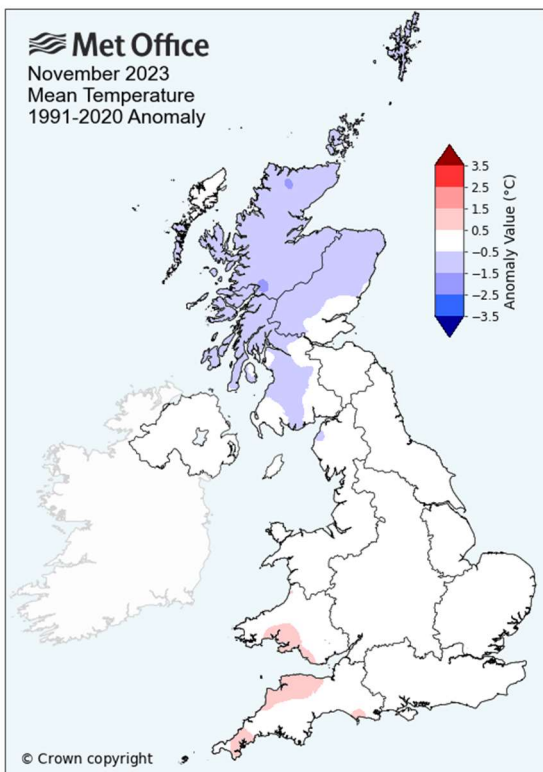 Met Office
November 2023
Mean Temperature
1991-2020 Anomaly
3.5
2.5
1.5
0.5
−0.5
−1.5
−2.5
−3.5
Anomaly Value (°C)
© Crown copyright